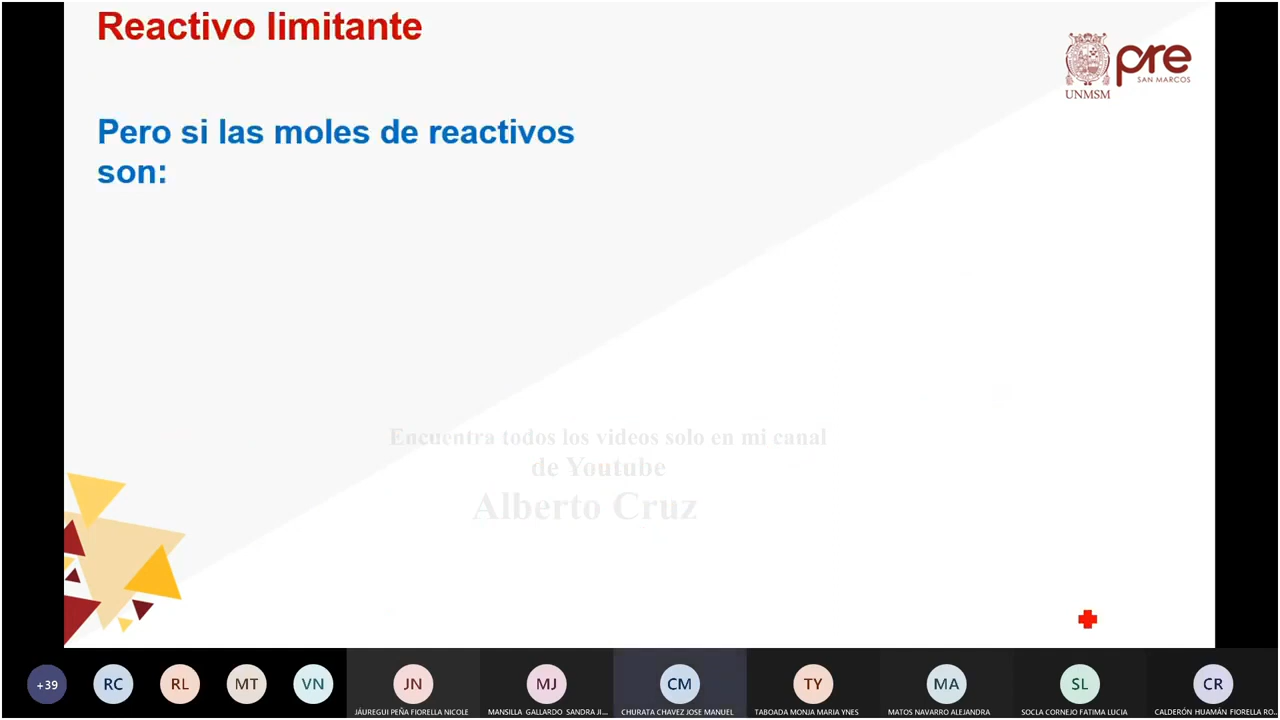 Reactivo limitante
pre
SAN MARCOS
UNMSM
Pero si las moles de reactivos
son:
Encuentra todos los videos solo en mi canal
de Youtube
Alberto Cruz
+39
RC
RL
MT
VN
JN
MJ
CM
TY
MA
SL
CR
JÁUREGUI PEÑA FIORELLA NICOLE
MANSILLA GALLARDO SANDRA JI...
CHURATA CHAVEZ JOSE MANUEL
TABOADA MONJA MARIA YNES
MATOS NAVARRO ALEJANDRA
SOCLA CORNEJO FATIMA LUCIA
CALDERÓN HUAMÁN FIORELLA RO...